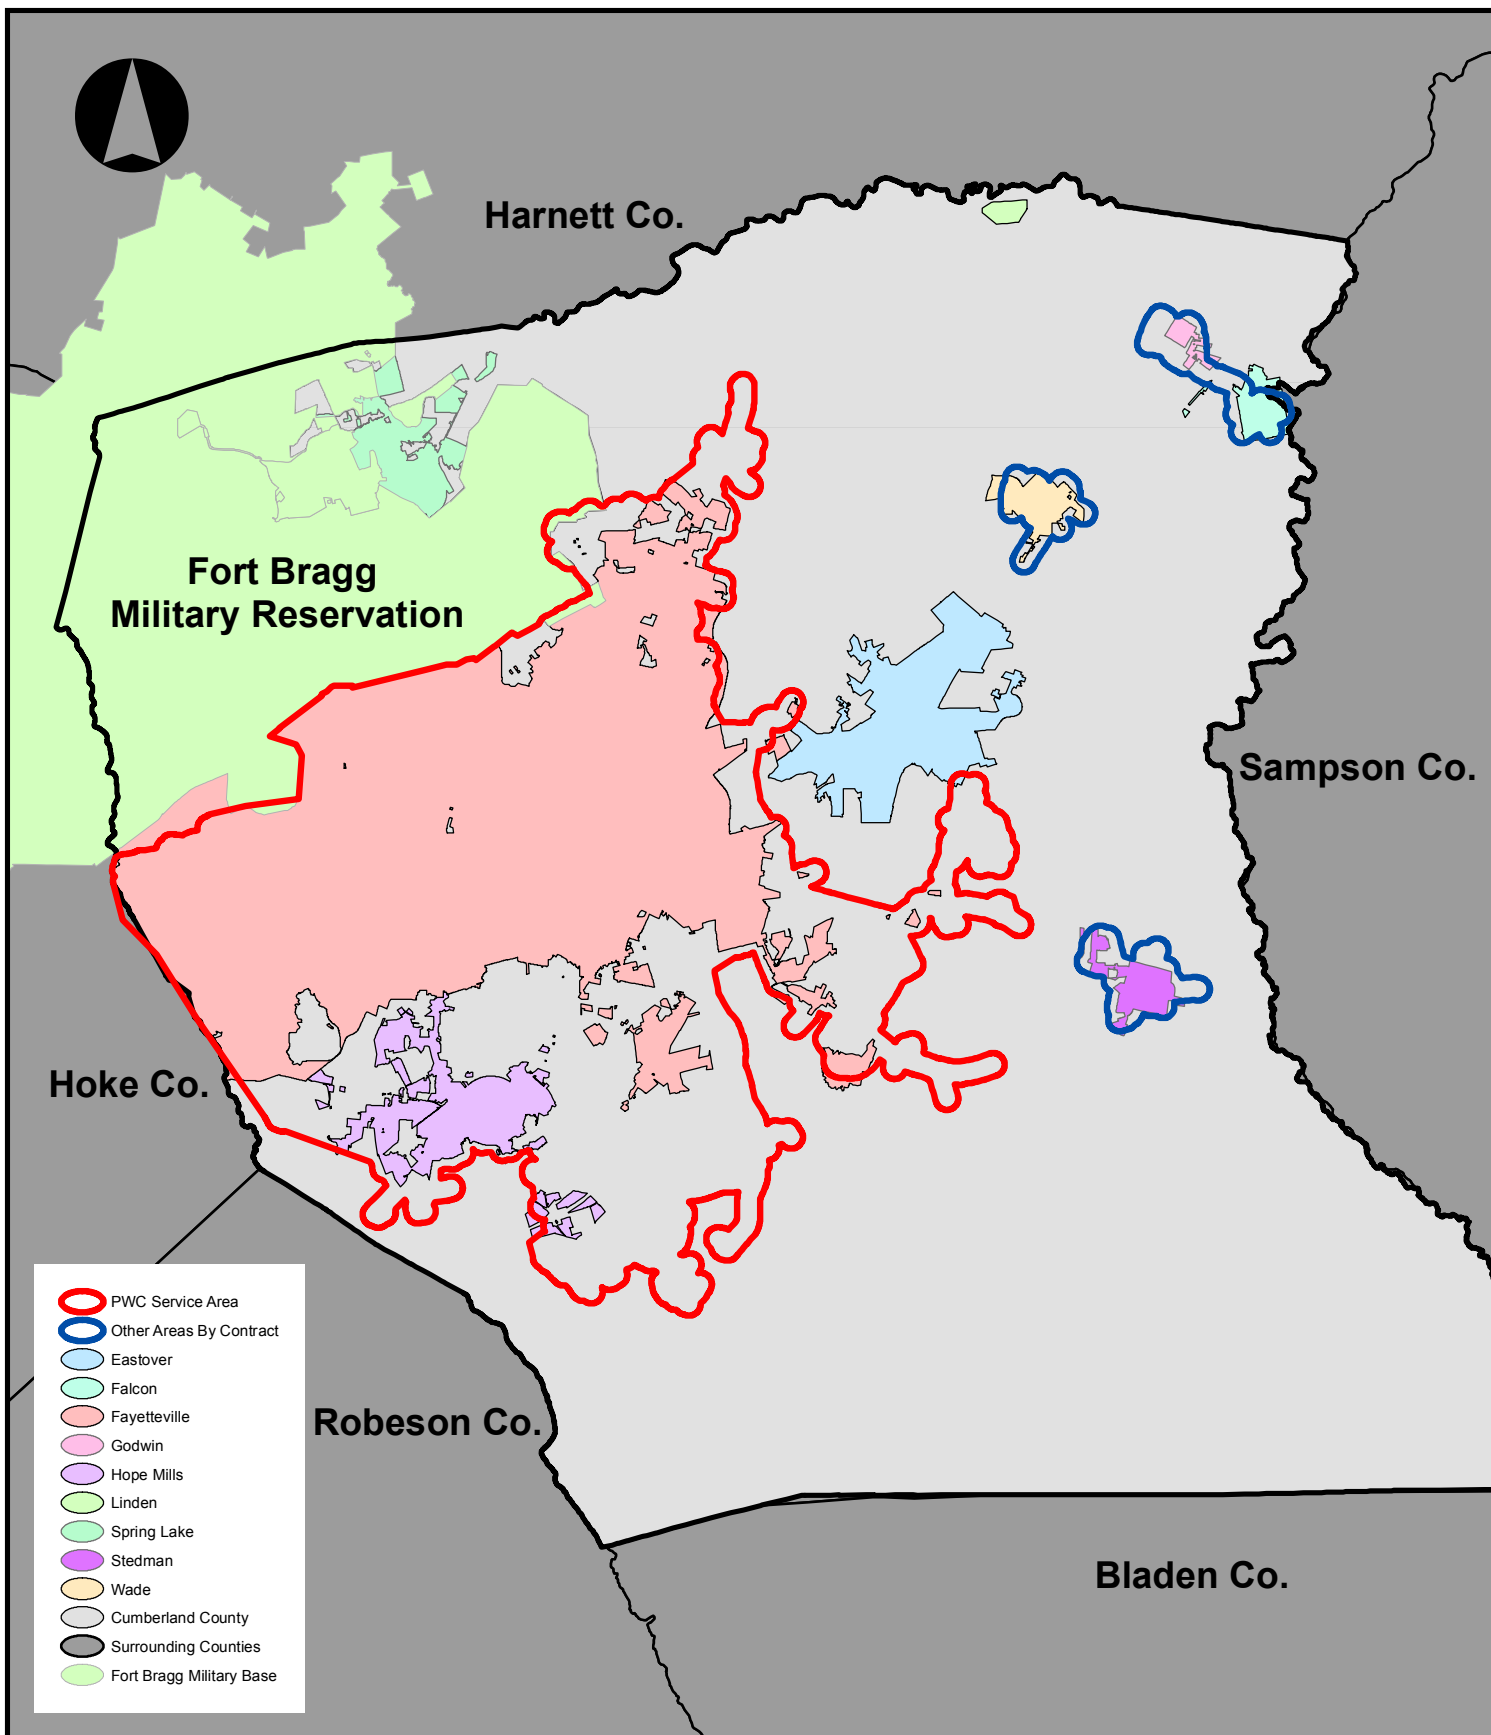 Harnett Co.
Fort Bragg
Military Reservation
Sampson Co.
Hoke Co.
Robeson Co.
Bladen Co.
PWC Service Area
Other Areas By Contract
Eastover
Falcon
Fayetteville
Godwin
Hope Mills
Linden
Spring Lake
Stedman
Wade
Cumberland County
Surrounding Counties
Fort Bragg Military Base